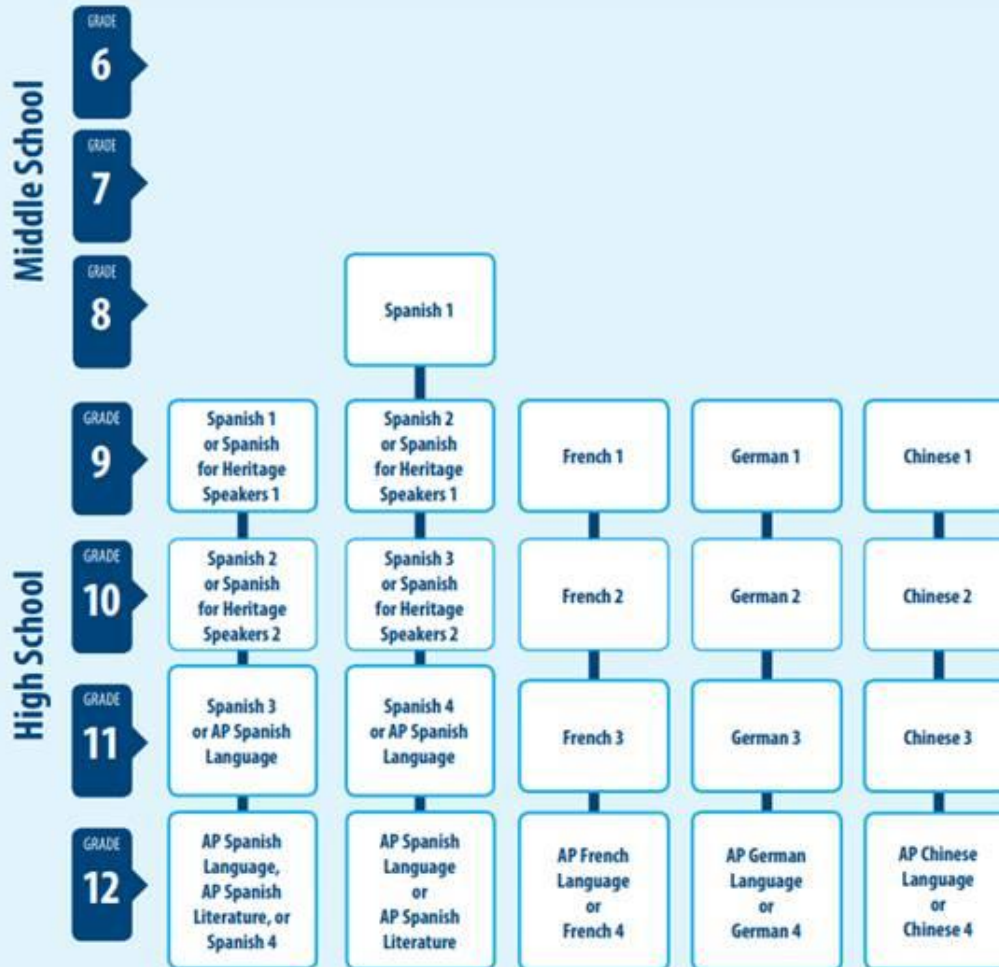 Middle School
GRADE
6
GRADE
7
GRADE
8
Spanish 1
High School
GRADE
9
Spanish 1
or Spanish
for Heritage
Speakers 1
Spanish 2
or Spanish
for Heritage
Speakers 1
French 1
German 1
Chinese 1
GRADE
10
Spanish 2
or Spanish
for Heritage
Speakers 2
Spanish 3
or Spanish
for Heritage
Speakers 2
French 2
German 2
Chinese 2
GRADE
11
Spanish 3
or AP Spanish
Language
Spanish 4
or AP Spanish
Language
French 3
German 3
Chinese 3
GRADE
12
AP Spanish
Language,
AP Spanish
Literature, or
Spanish 4
AP Spanish
Language
or
AP Spanish
Literature
AP French
Language
or
French 4
AP German
Language
or
German 4
AP Chinese
Language
or
Chinese 4